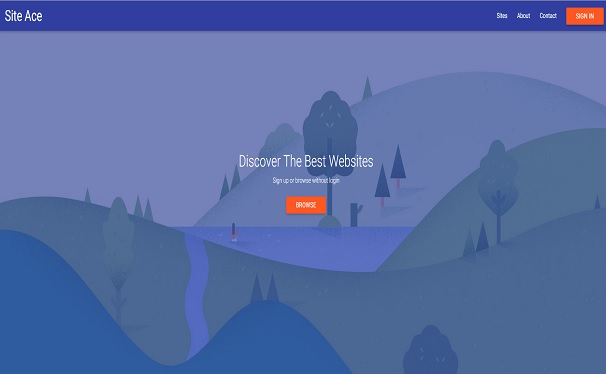 Site Ace
Sites
About
Contact
SIGN IN
Discover The Best Websites
Sign up or browse without login
BROWSE